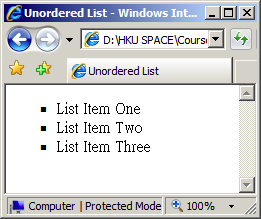 Unordered List - Windows Int...
D:\HKU SPACE\Course
Unordered List
List Item One
List Item Two
List Item Three
Computer | Protected Mode
100%